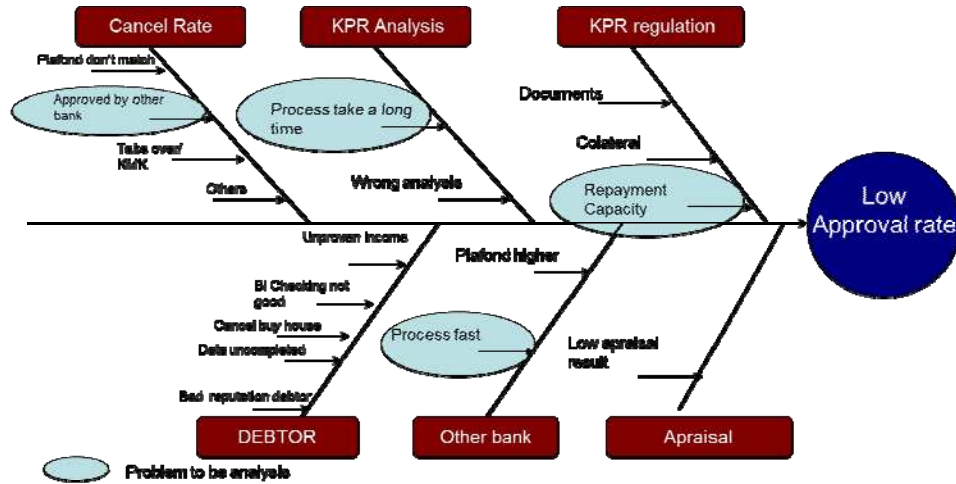 Cancel Rate
KPR Analysis
KPR regulation
Plafond don't match
Approved by other
bank
Take over/
KMK
Others
Process take a long
time
Wrong analysis
Documents
Colateral
Repayment
Capacity
Low
Approval rate
Unproven income
BI Checking not
good
Cancel buy house
Data uncompleted
Bad reputation debtor
Plafond higher
Process fast
Low apraisal
result
DEBTOR
Other bank
Apraisal
Problem to be analysis